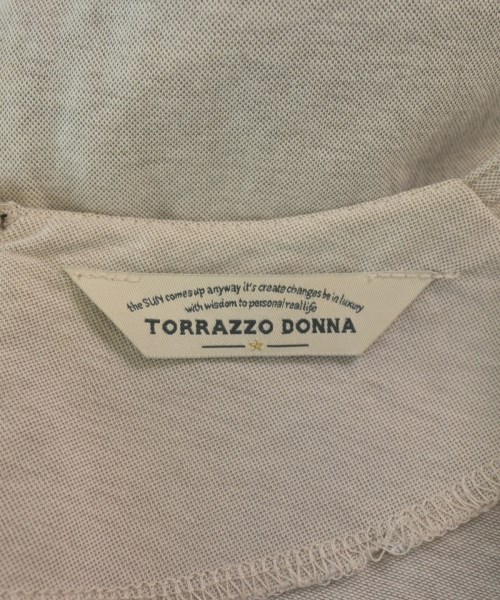 the SUN comes up anyway it's create changes be in luxury
with wisdom to personal real life
TORRAZZO DONNA